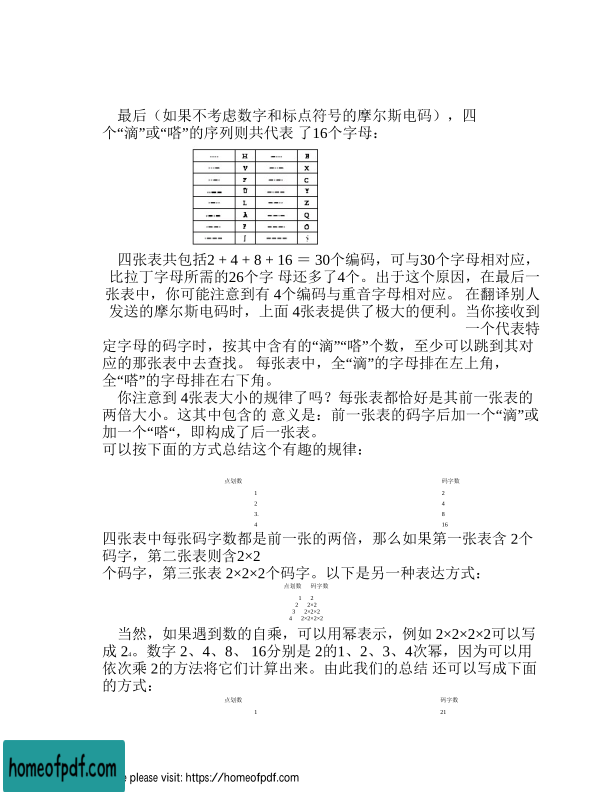 最后（如果不考虑数字和标点符号的摩尔斯电码），四
个“滴”或“嗒”的序列则共代表 了16个字母：
H B
V X
F C
Ü Y
L Z
Ä Q
P Ö
四张表共包括2 + 4 + 8 + 16 ＝ 30个编码，可与30个字母相对应，
比拉丁字母所需的26个字 母还多了4个。出于这个原因，在最后一
张表中，你可能注意到有 4个编码与重音字母相对应。 在翻译别人
发送的摩尔斯电码时，上面 4张表提供了极大的便利。当你接收到
一个代表特
定字母的码字时，按其中含有的“滴”“嗒”个数，至少可以跳到其对
应的那张表中去查找。 每张表中，全“滴”的字母排在左上角，
全“嗒”的字母排在右下角。
你注意到 4张表大小的规律了吗？每张表都恰好是其前一张表的
两倍大小。这其中包含的 意义是：前一张表的码字后加一个“滴”或
加一个“嗒“，即构成了后一张表。
可以按下面的方式总结这个有趣的规律：
点划数 码字数
1 2
2 4
3. 8
4 16
四张表中每张码字数都是前一张的两倍，那么如果第一张表含 2个
码字，第二张表则含2×2
个码字，第三张表 2×2×2个码字。以下是另一种表达方式：
点划数 码字数
1 2
2 2×2
3 2×2×2
4 2×2×2×2
当然，如果遇到数的自乘，可以用幂表示，例如 2×2×2×2可以写
成 24。数字 2、4、8、 16分别是 2的1、2、3、4次幂，因为可以用
依次乘 2的方法将它们计算出来。由此我们的总结 还可以写成下面
的方式：
点划数 码字数
1 21
homeofpdf.com
e please visit: https://homeofpdf.com